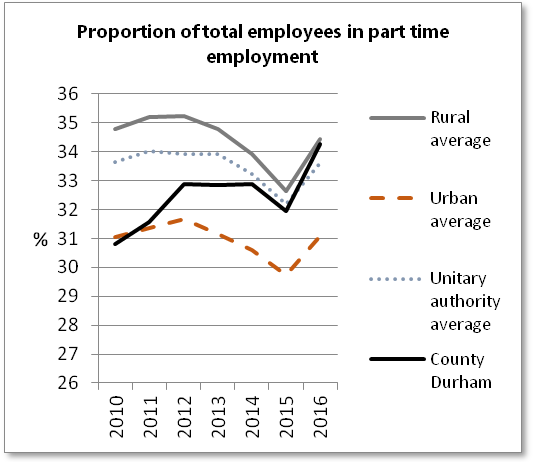 Proportion of total employees in part time
employment
36
35
34
33
32
31
30
29
28
27
26
%
2010
2011
2012
2013
2014
2015
2016
Rural
average
Urban
average
Unitary
authority
average
County
Durham